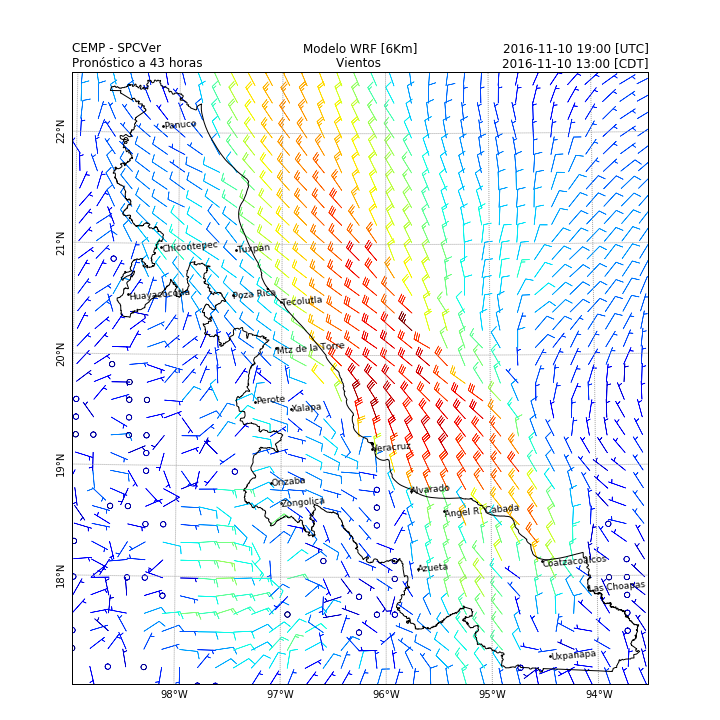 CEMP - SPCVer
Modelo WRF [6Km]
2016-11-10 19:00 [UTC]
Pronóstico a 43 horas
Vientos
2016-11-10 13:00 [CDT]
22°N
Panuco
21°N
Chicontepec
Tuxpan
Huayacocotla
Poza Rica
Tecolutla
20°N
Mtz de la Torre
Perote
Xalapa
Veracruz
19°N
Orizaba
Alvarado
Zongolica
Angel R. Cabada
18°N
Azueta
Coatzacoalcos
Las Choapas
Uxpanapa
98°W
97°W
96°W
95°W
94°W